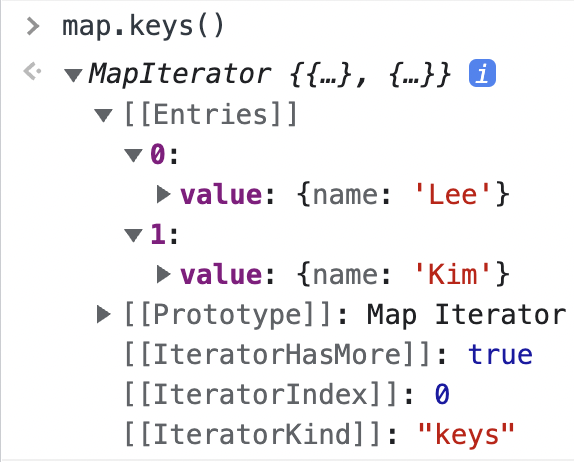 > map.keys()
MapIterator {{…}, {…}} i
[[Entries]]
0:
value: {name: 'Lee'}
1:
value: {name: 'Kim'}
[[Prototype]]: Map Iterator
[[IteratorHasMore]]: true
[[IteratorIndex]]: 0
[[IteratorKind]]: "keys"